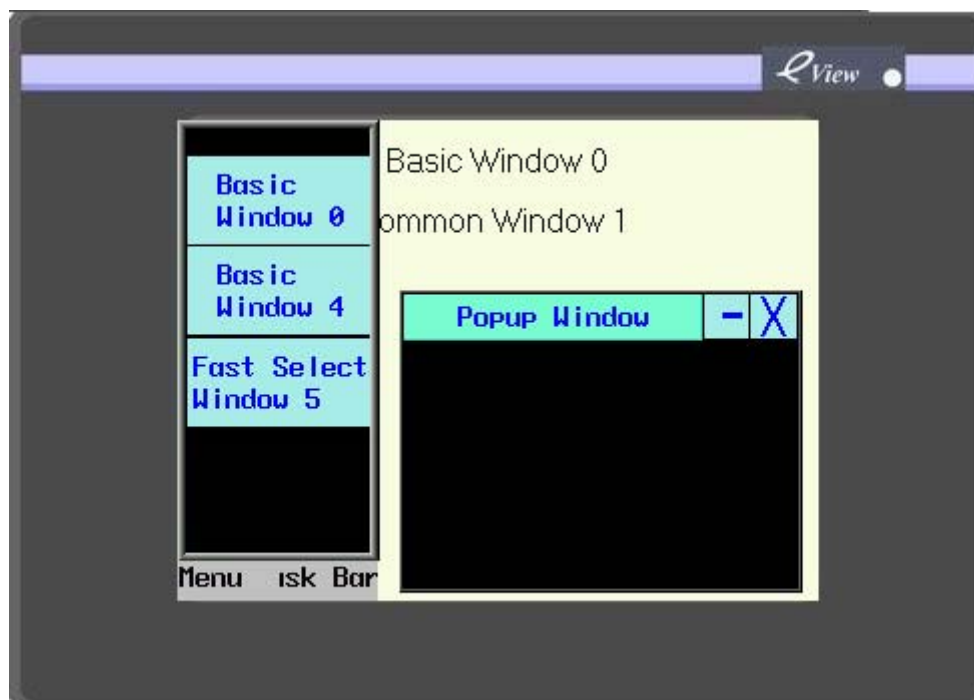 eView
Basic Window 0
ommon Window 1
Basic
Window 0
Basic
Window 4
Fast Select
Window 5
Popup Window - X
Menu sk Bar